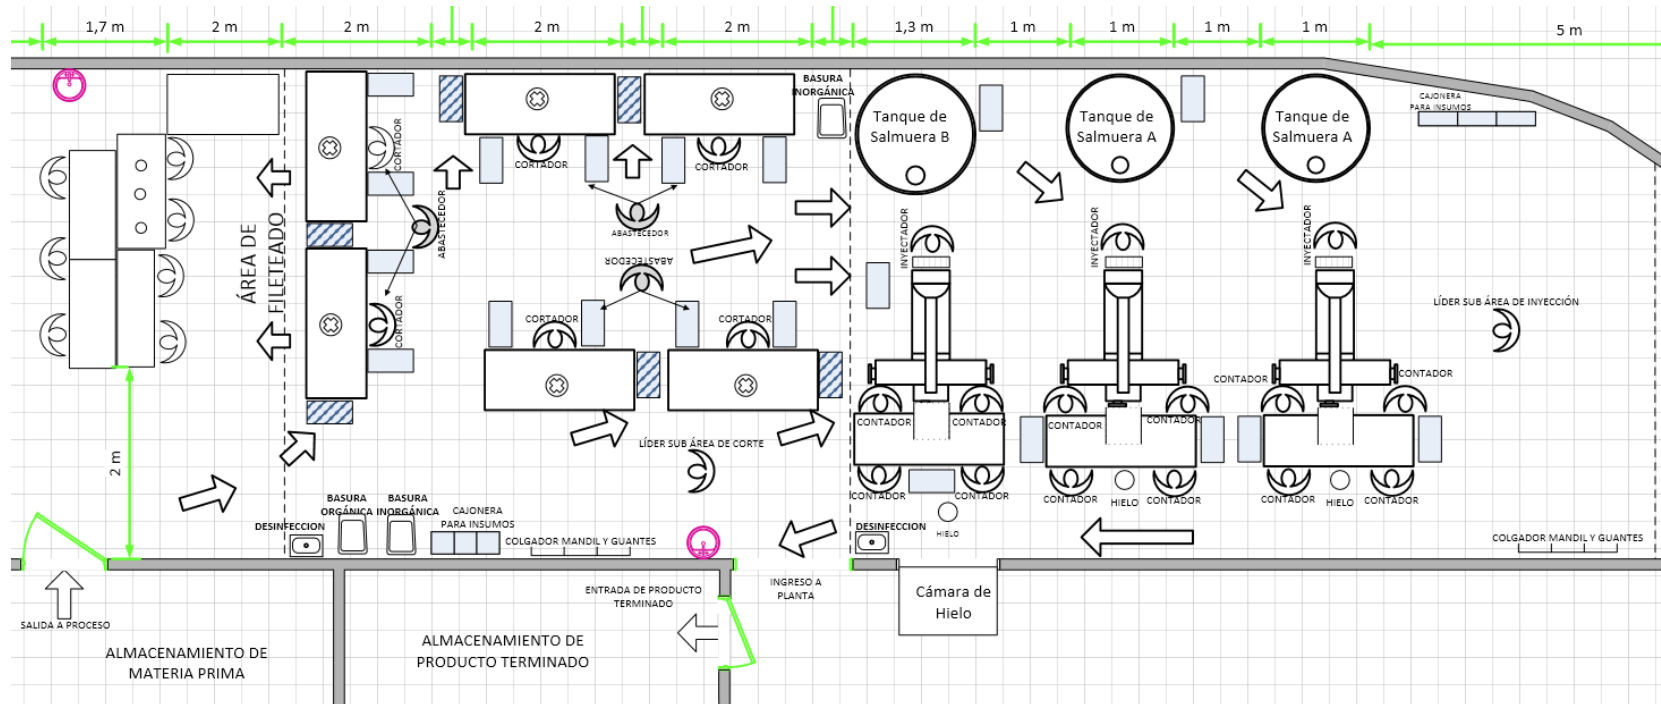 1,7 m
2 m
2 m
2 m
2 m
1,3 m
1 m
1 m
1 m
1 m
5 m
BASURA
INORGÁNICA
Tanque de
Salmuera B
Tanque de
Salmuera A
Tanque de
Salmuera A
CAJONERA
PARA INSUMOS
CORTADOR
CORTADOR
CORTADOR
ABASTECEDOR
ABASTECEDOR
ABASTECEDOR
ÁREA DE
FILETEADO
INYECTADOR
INYECTADOR
INYECTADOR
CORTADOR
CORTADOR
CORTADOR
LÍDER SUB ÁREA DE INYECCIÓN
CONTADOR
CONTADOR
CONTADOR
CONTADOR
CONTADOR
CONTADOR
LÍDER SUB ÁREA DE CORTE
2 m
CONTADOR
CONTADOR
CONTADOR
HIELO
CONTADOR
CONTADOR
HIELO
CONTADOR
HIELO
BASURA
ORGÁNICA
BASURA
INORGÁNICA
CAJONERA
PARA INSUMOS
DESINFECCION
COLGADOR MANDIL Y GUANTES
DESINFECCION
COLGADOR MANDIL Y GUANTES
INGRESO A
PLANTA
ENTRADA DE PRODUCTO
TERMINADO
Cámara de
Hielo
SALIDA A PROCESO
ALMACENAMIENTO DE
MATERIA PRIMA
ALMACENAMIENTO DE
PRODUCTO TERMINADO